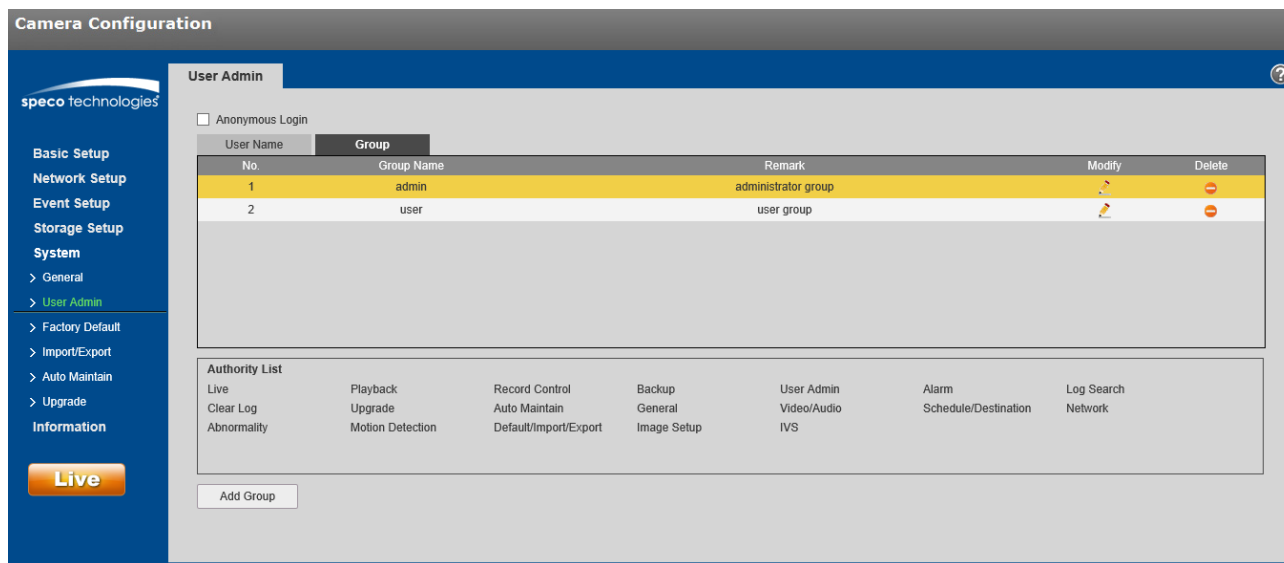 Camera Configuration
speco technologies®
User Admin
?
Anonymous Login
User Name Group
No. Group Name Remark Modify Delete
1 admin administrator group
2 user user group
Basic Setup
Network Setup
Event Setup
Storage Setup
System
> General
> User Admin
> Factory Default
> Import/Export
> Auto Maintain
> Upgrade
Information
Live
Authority List
Live Playback Record Control Backup User Admin Alarm Log Search
Clear Log Upgrade Auto Maintain General Video/Audio Schedule/Destination Network
Abnormality Motion Detection Default/Import/Export Image Setup IVS
Add Group